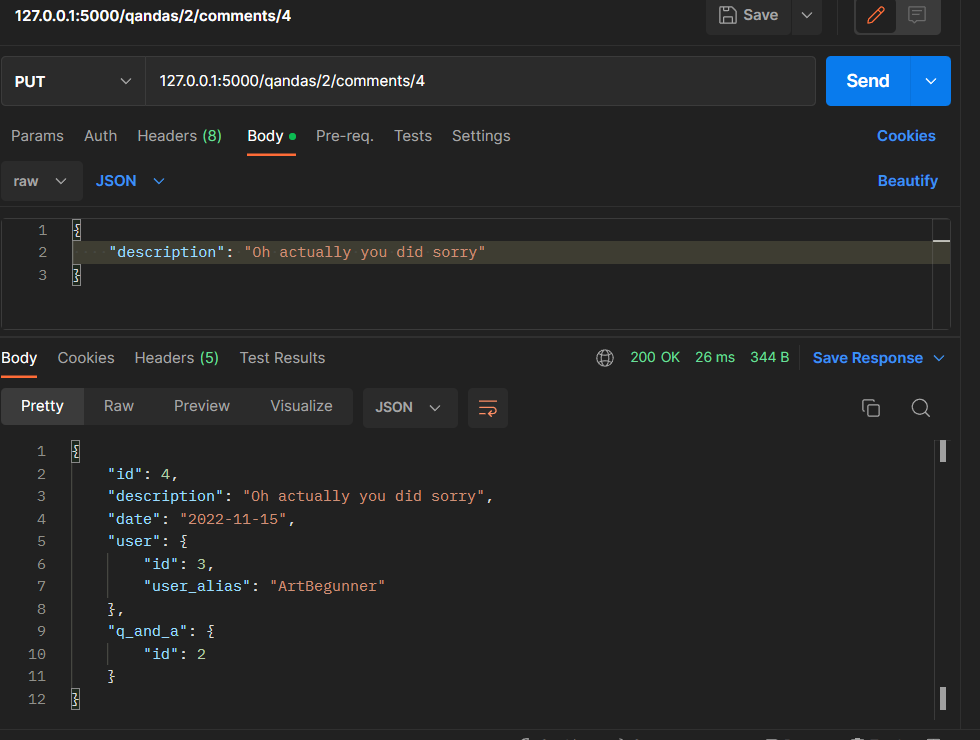 127.0.0.1:5000/qandas/2/comments/4 Save
PUT 127.0.0.1:5000/qandas/2/comments/4 Send
Params Auth Headers (8) Body Pre-req. Tests Settings Cookies
raw JSON Beautify
1 {
2 "description": "Oh actually you did sorry"
3 }
Body Cookies Headers (5) Test Results 200 OK 26 ms 344 B Save Response
Pretty Raw Preview Visualize JSON
1 {
2 "id": 4,
3 "description": "Oh actually you did sorry",
4 "date": "2022-11-15",
5 "user": {
6 "id": 3,
7 "user_alias": "ArtBegunner"
8 },
9 "q_and_a": {
10 "id": 2
11 }
12 }